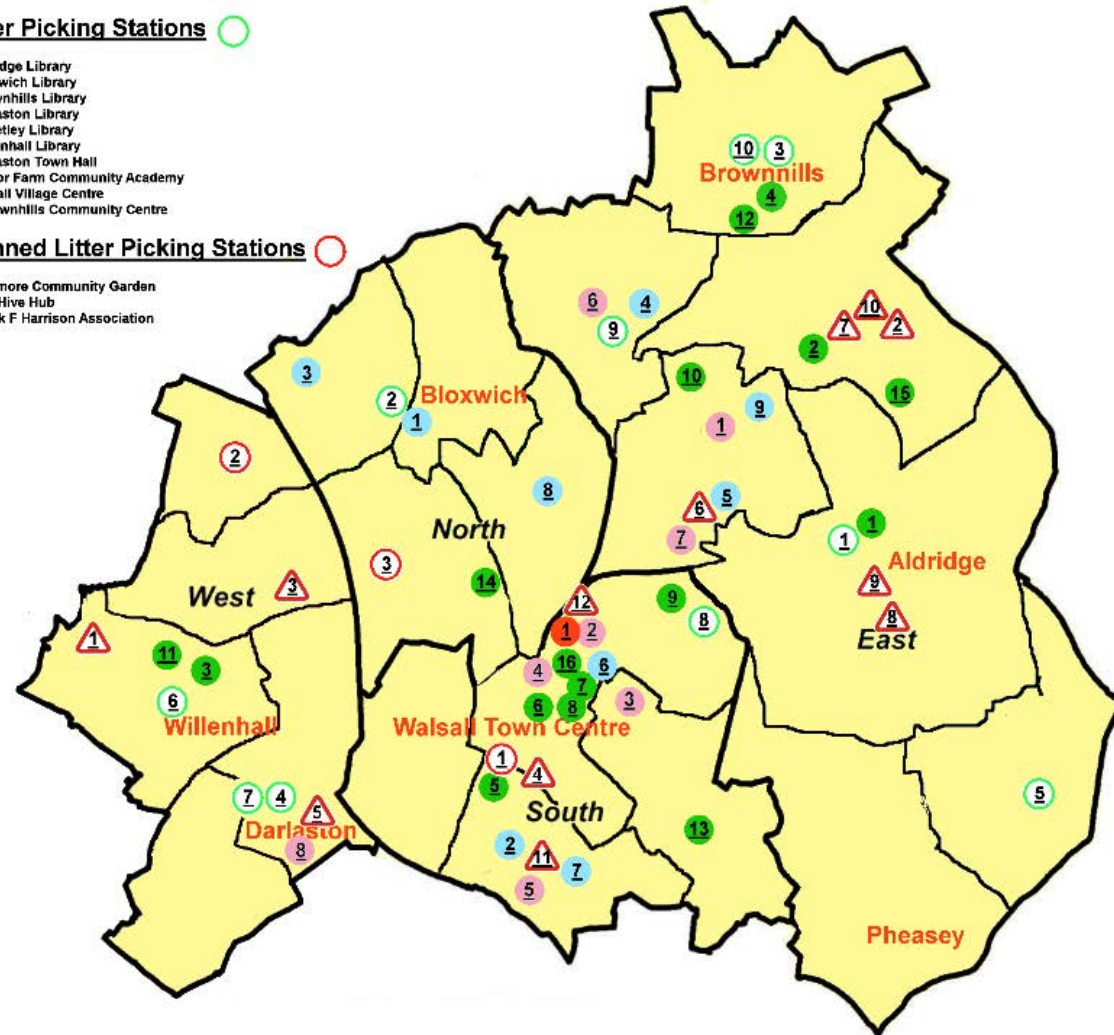 er Picking Stations
dge Library
wich Library
nhills Library
aston Library
etley Library
nhall Library
aston Town Hall
or Farm Community Academy
all Village Centre
wnhills Community Centre
nned Litter Picking Stations
more Community Garden
Hive Hub
k F Harrison Association
10 3
Brownnills
4
12
6 4
9
10
7 2
2
15
3
2
Bloxwich
1
10
9
1
2
8
5
6
7
North
1
1
Aldridge
3
14
9
8
East
West
3
12
9
8
1
1 2
11
3
4 16 6
7
6
6 8
3
Willenhall
Walsall Town Centre
1
4
5
5
7 4
5
South
Darlaston
8
13
2
11
7
5
Pheasey